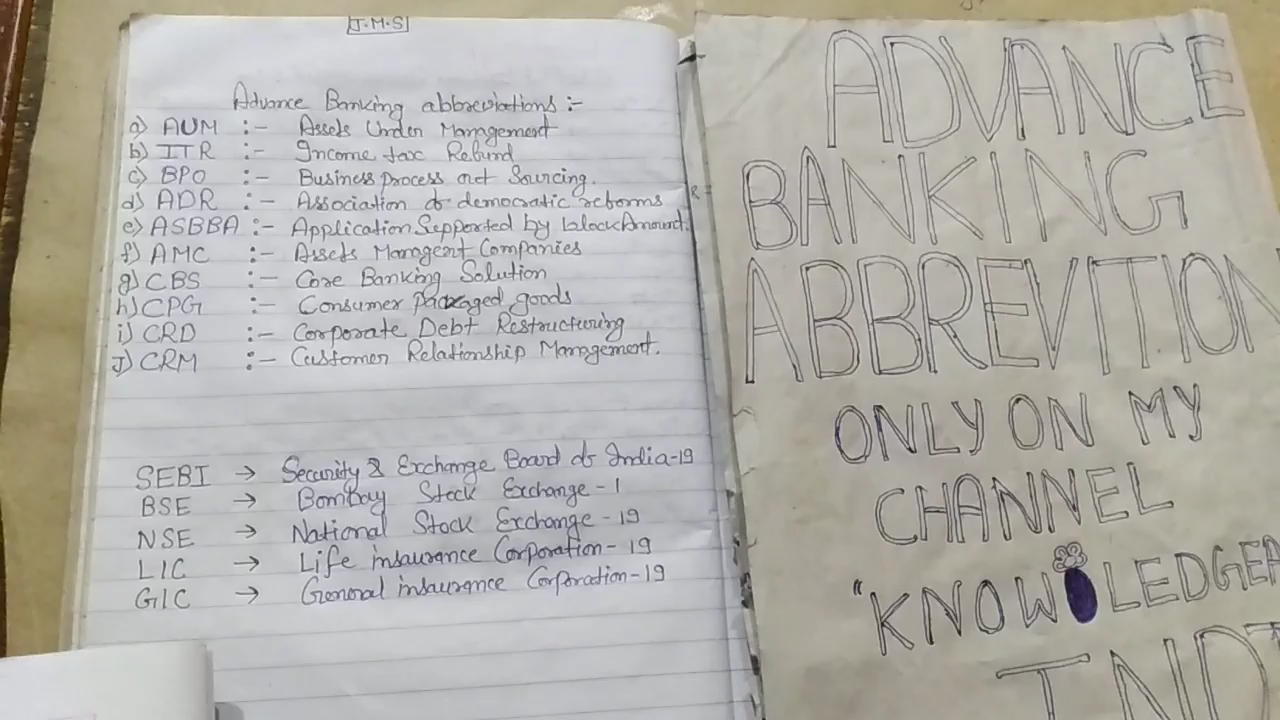 J.M.S
Advance Banking abbreviations :-
a) AUM :- Assets Under Management
b) ITR :- Income tax Refund
c) BPO :- Business process out Sourcing.
d) ADR :- Association of democratic reforms
e) ASBBA :- Application Supported by block Amount.
f) AMC :- Assets Managent Companies
g) CBS :- Core Banking Solution
h) CPG :- Consumer packaged goods
i) CRD :- Corporate Debt Restructuring
J) CRM :- Customer Relationship Management.
SEBI → Security & Exchange Board of India-19
BSE → Bombay Stock Exchange - 1
NSE → National Stock Exchange - 19
LIC → Life insaurance Corporation - 19
GIC → General insaurance Corporation-19
ADVANCE
BANKING
ABBREVITION
ONLY ON MY
CHANNEL
"KNOWLEDGE